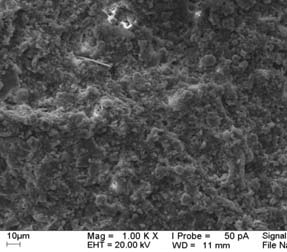 10µm Mag = 1.00 K X I Probe = 50 pA Signal
EHT = 20.00 kV WD = 11 mm File Na